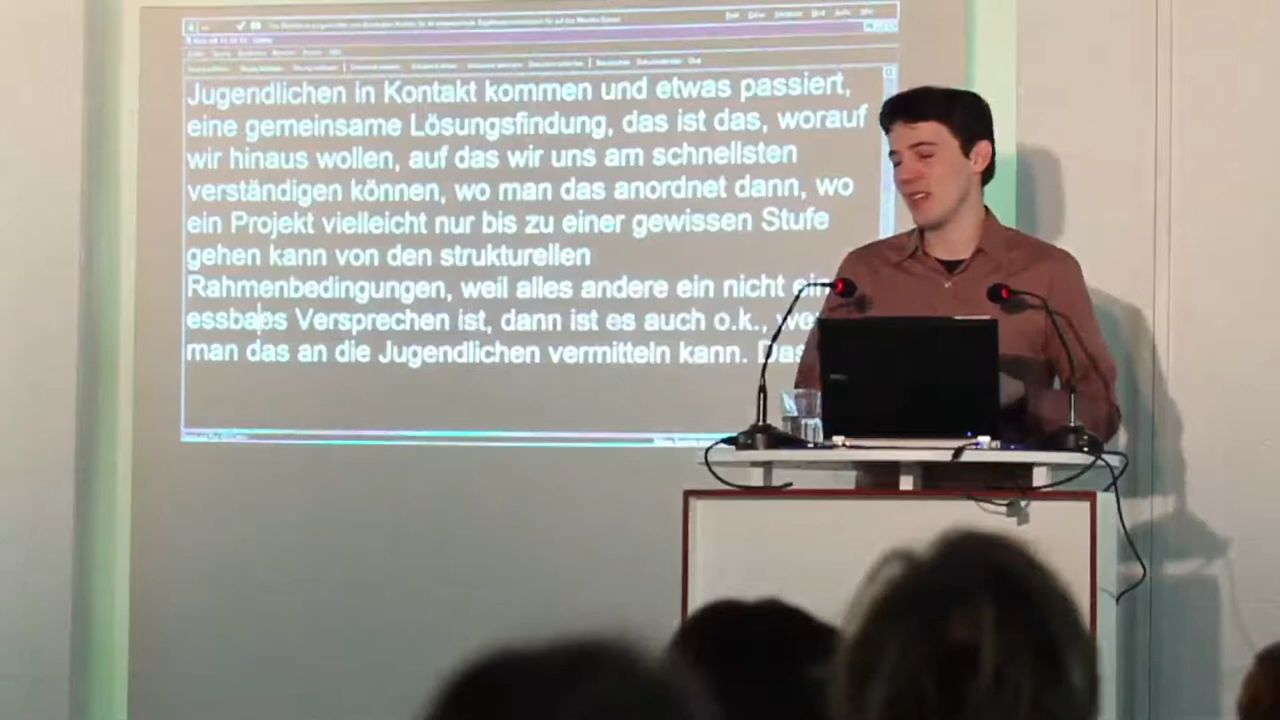 Jugendlichen in Kontakt kommen und etwas passiert,
eine gemeinsame Lösungsfindung, das ist das, worauf
wir hinaus wollen, auf das wir uns am schnellsten
verständigen können, wo man das anordnet dann, wo
ein Projekt vielleicht nur bis zu einer gewissen Stufe
gehen kann von den strukturellen
Rahmenbedingungen, weil alles andere ein nicht ein
essbares Versprechen ist, dann ist es auch o.k.,
man das an die Jugendlichen vermitteln kann. Das